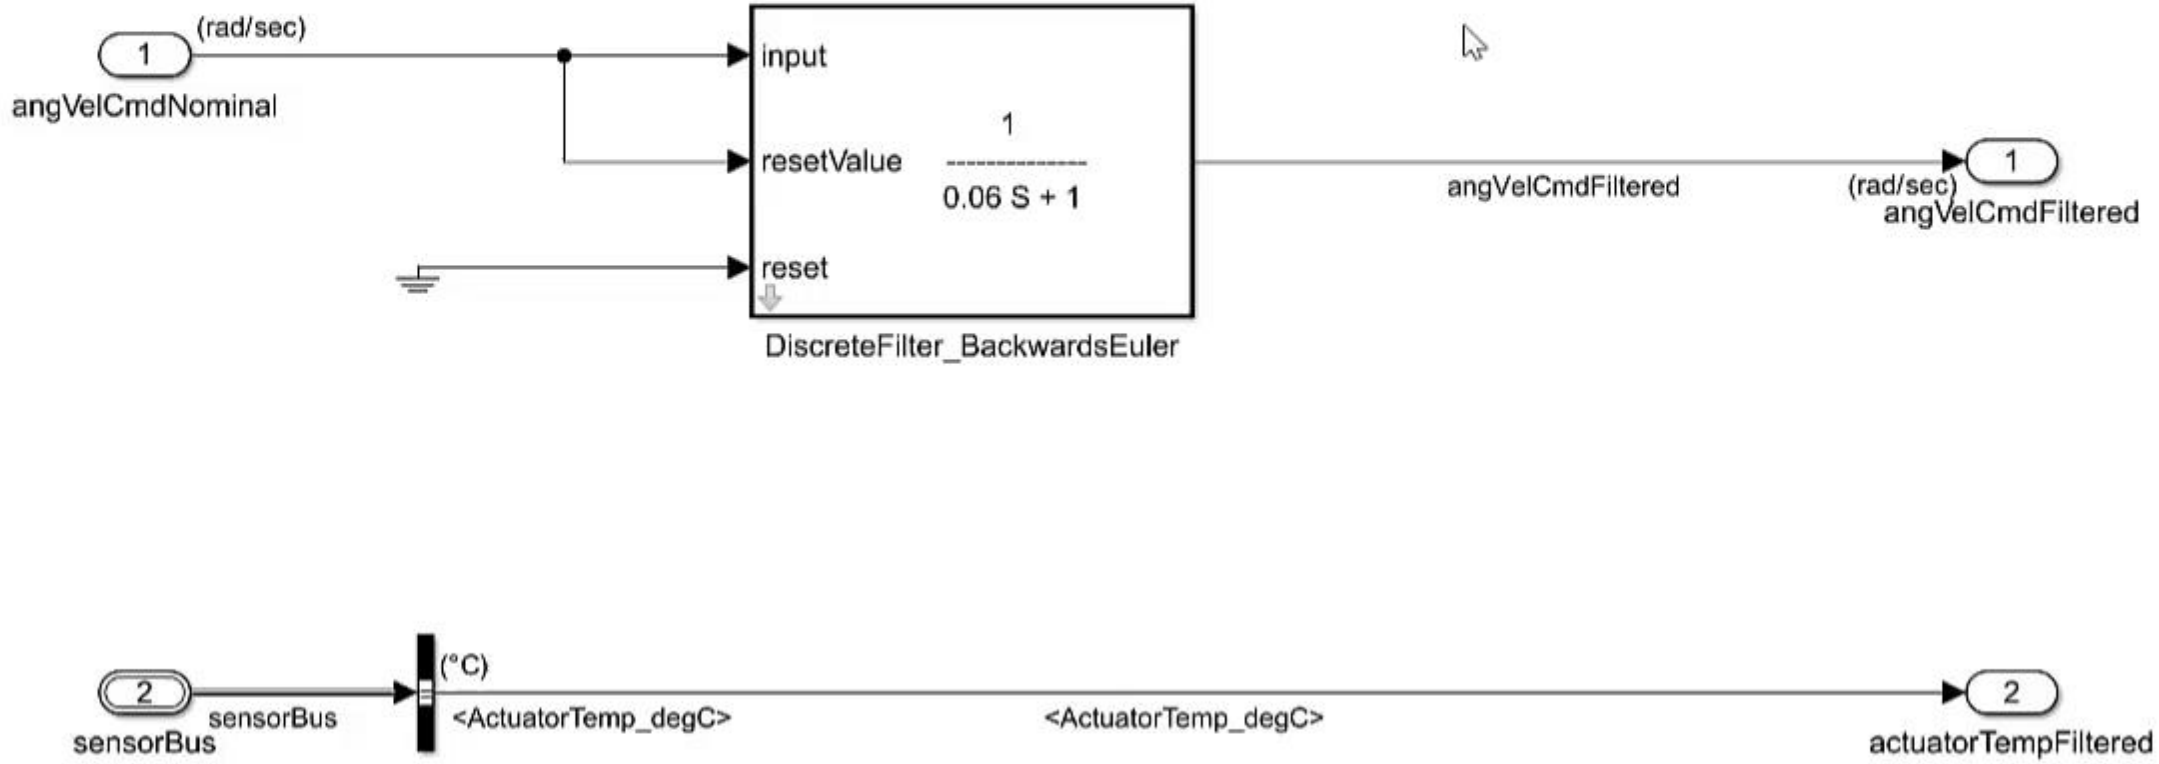 (rad/sec)
1
angVelCmdNominal
input
resetValue
reset
1
--------------
0.06 S + 1
DiscreteFilter_BackwardsEuler
angVelCmdFiltered
(rad/sec)
1
angVelCmdFiltered
2
sensorBus
sensorBus
(°C)
<ActuatorTemp_degC>
<ActuatorTemp_degC>
2
actuatorTempFiltered